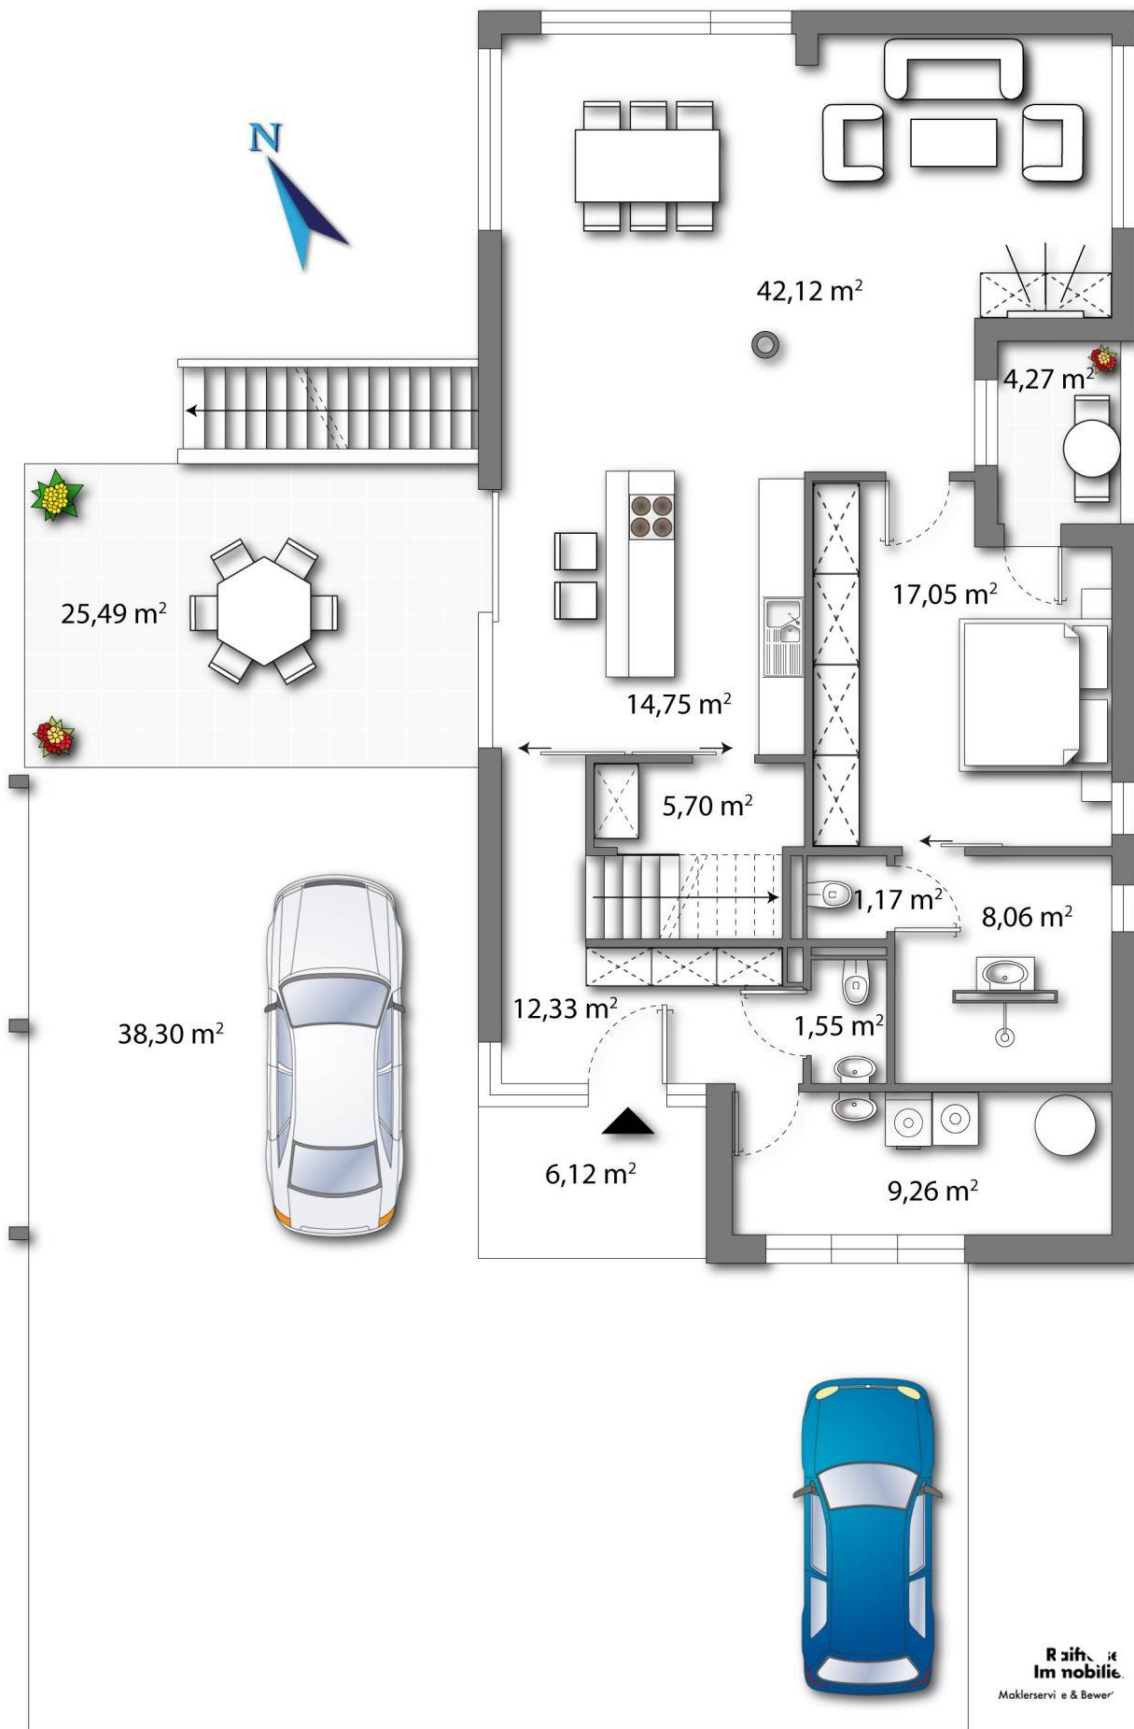 N
42,12 m²
4,27 m²
17,05 m²
25,49 m²
14,75 m²
5,70 m²
1,17 m²
8,06 m²
12,33 m²
1,55 m²
38,30 m²
6,12 m²
9,26 m²
& Bewer